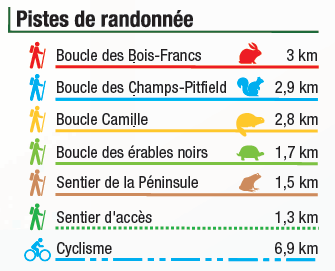 Pistes de randonnée
Boucle des Bois-Francs 3 km
Boucle des Champs-Pitfield 2,9 km
Boucle Camille 2,8 km
Boucle des érables noirs 1,7 km
Sentier de la Péninsule 1,5 km
Sentier d'accès 1,3 km
Cyclisme 6,9 km